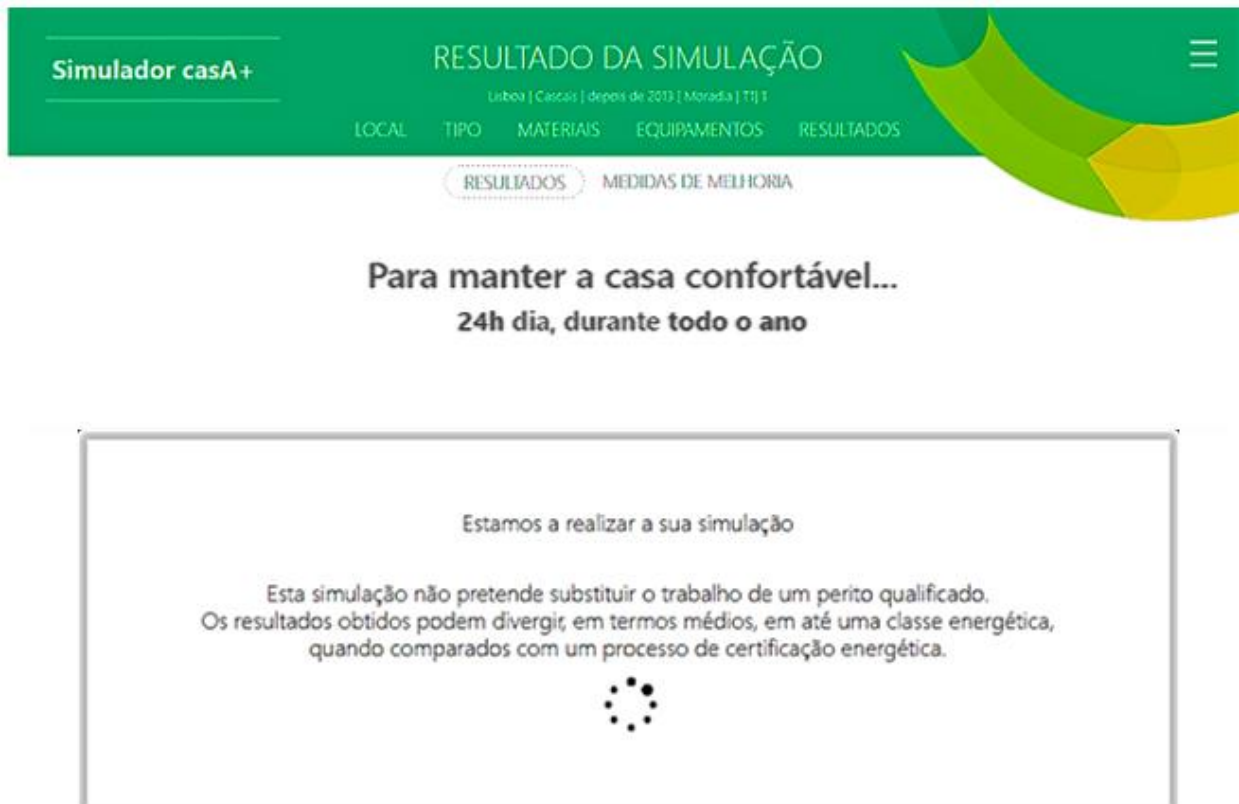 Simulador casA+
RESULTADO DA SIMULAÇÃO
Lisboa | Cascais | depois de 2013 | Moradia | T1| 1
LOCAL TIPO MATERIAIS EQUIPAMENTOS RESULTADOS
RESULTADOS MEDIDAS DE MELHORIA
Para manter a casa confortável...
24h dia, durante todo o ano
Estamos a realizar a sua simulação
Esta simulação não pretende substituir o trabalho de um perito qualificado.
Os resultados obtidos podem divergir, em termos médios, em até uma classe energética,
quando comparados com um processo de certificação energética.